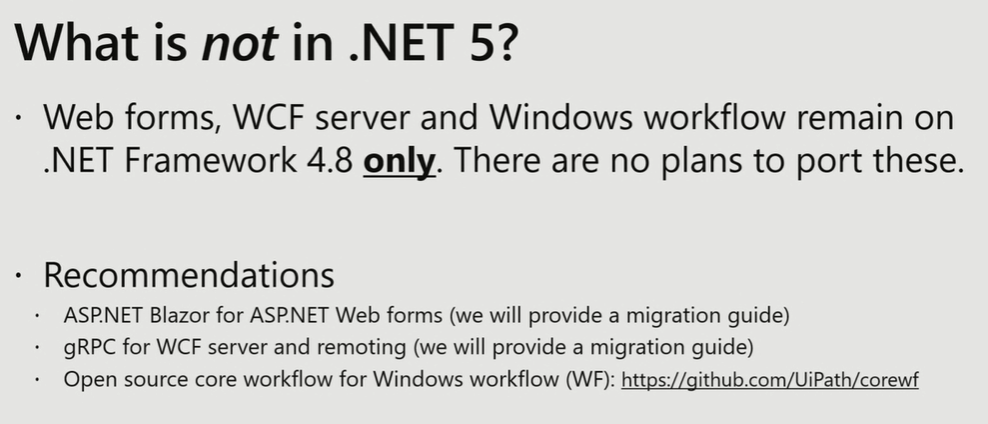 What is not in .NET 5?
· Web forms, WCF server and Windows workflow remain on
.NET Framework 4.8 only. There are no plans to port these.
· Recommendations
· ASP.NET Blazor for ASP.NET Web forms (we will provide a migration guide)
· gRPC for WCF server and remoting (we will provide a migration guide)
· Open source core workflow for Windows workflow (WF): https://github.com/UiPath/corewf